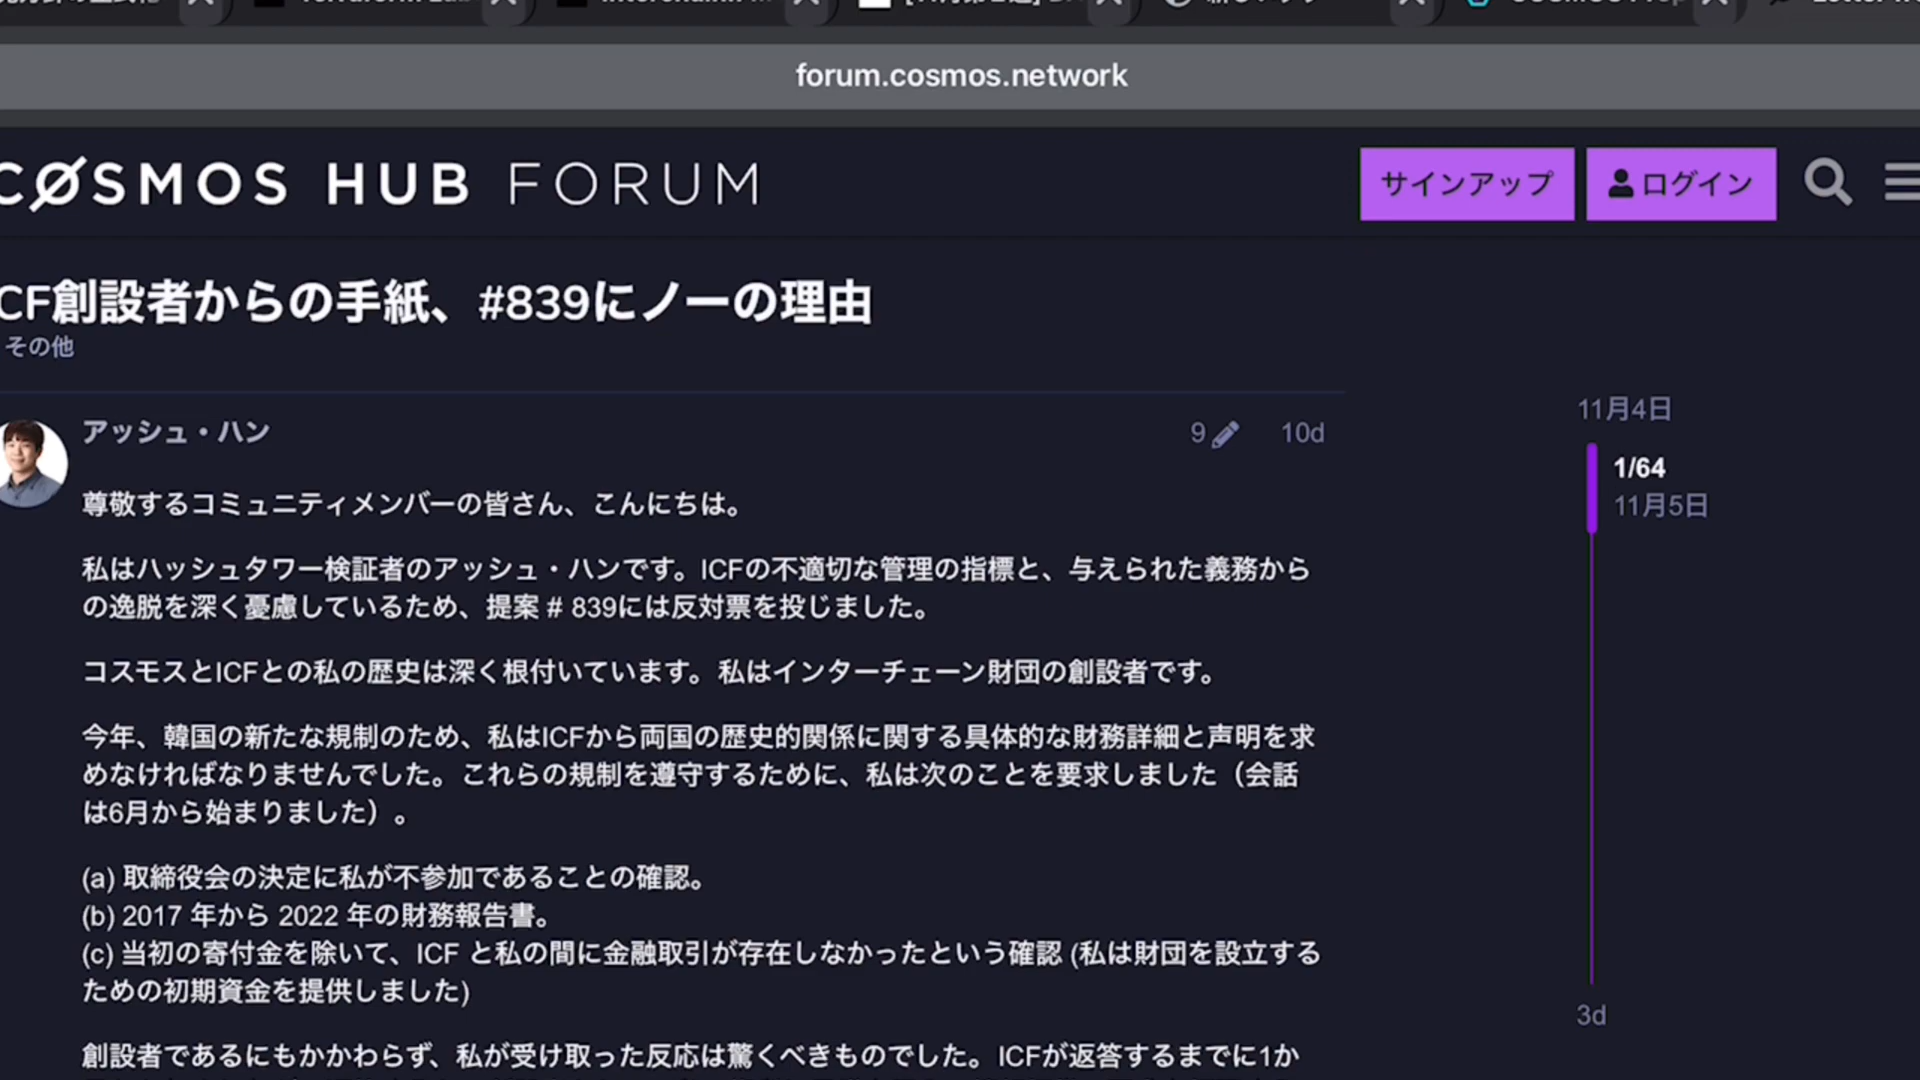 forum.cosmos.network
COSMOS HUB FORUM
サインアップ
ログイン
CF創設者からの手紙、#839にノーの理由
その他
アッシュ・ハン
9
10d
11月4日
1/64
11月5日
尊敬するコミュニティメンバーの皆さん、こんにちは。
私はハッシュタワー検証者のアッシュ・ハンです。ICFの不適切な管理の指標と、与えられた義務から
の逸脱を深く憂慮しているため、提案 # 839には反対票を投じました。
コスモスとICFとの私の歴史は深く根付いています。私はインターチェーン財団の創設者です。
今年、韓国の新たな規制のため、私はICFから両国の歴史的関係に関する具体的な財務詳細と声明を求
めなければなりませんでした。これらの規制を遵守するために、私は次のことを要求しました（会話
は6月から始まりました）。
(a) 取締役会の決定に私が不参加であることの確認。
(b) 2017 年から 2022 年の財務報告書。
(c) 当初の寄付金を除いて、ICF と私の間に金融取引が存在しなかったという確認 (私は財団を設立する
ための初期資金を提供しました)
3d
創設者であるにもかかわらず、私が受け取った反応は驚くべきものでした。ICFが返答するまでに1か